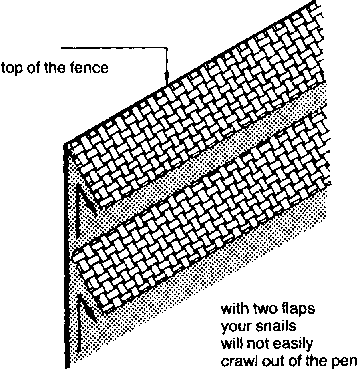 top of the fence
with two flaps
your snails
will not easily
crawl out of the pen